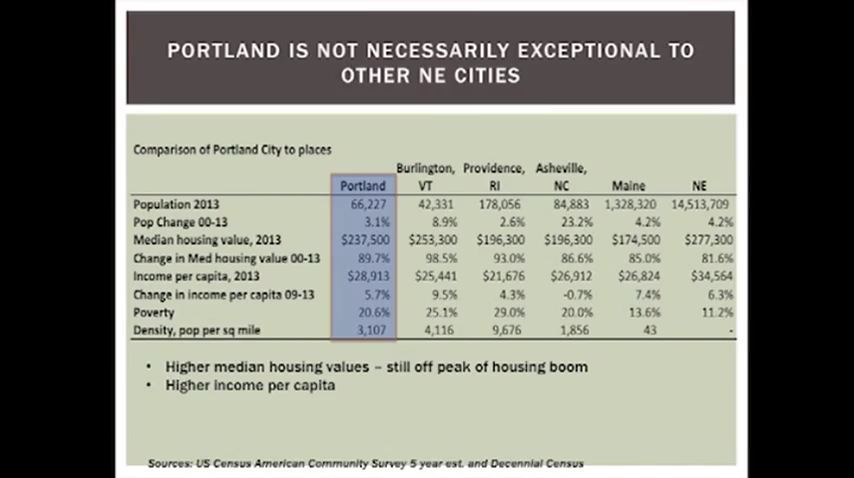 PORTLAND IS NOT NECESSARILY EXCEPTIONAL TO
OTHER NE CITIES
Comparison of Portland City to places
Burlington, Providence, Asheville,
Portland VT RI NC Maine NE
Population 2013 66,227 42,331 178,056 84,883 1,328,320 14,513,709
Pop Change 00-13 3.1% 8.9% 2.6% 23.2% 4.2% 4.2%
Median housing value, 2013 $237,500 $253,300 $196,300 $196,300 $174,500 $277,300
Change in Med housing value 00-13 89.7% 98.5% 93.0% 86.6% 85.0% 81.6%
Income per capita, 2013 $28,913 $25,441 $21,676 $26,912 $26,824 $34,564
Change in income per capita 09-13 5.7% 9.5% 4.3% -0.7% 7.4% 6.3%
Poverty 20.6% 25.1% 29.0% 20.0% 13.6% 11.2%
Density, pop per sq mile 3,107 4,116 9,676 1,856 43 -
• Higher median housing values – still off peak of housing boom
• Higher income per capita
Sources: US Census American Community Survey 5 year est. and Decennial Census